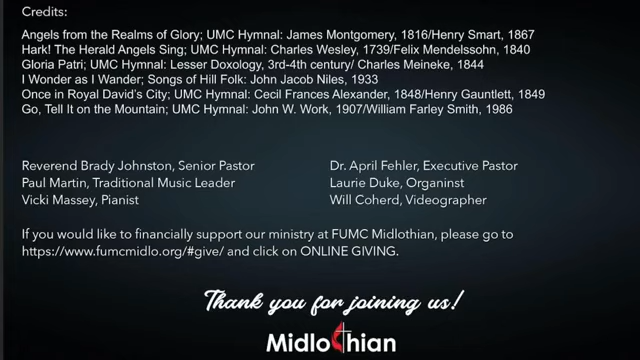 Credits:
Angels from the Realms of Glory; UMC Hymnal: James Montgomery, 1816/Henry Smart, 1867
Hark! The Herald Angels Sing; UMC Hymnal: Charles Wesley, 1739/Felix Mendelssohn, 1840
Gloria Patri; UMC Hymnal: Lesser Doxology, 3rd-4th century/ Charles Meineke, 1844
I Wonder as I Wander; Songs of Hill Folk: John Jacob Niles, 1933
Once in Royal David's City; UMC Hymnal: Cecil Frances Alexander, 1848/Henry Gauntlett, 1849
Go, Tell It on the Mountain; UMC Hymnal: John W. Work, 1907/William Farley Smith, 1986
Reverend Brady Johnston, Senior Pastor
Paul Martin, Traditional Music Leader
Vicki Massey, Pianist
Dr. April Fehler, Executive Pastor
Laurie Duke, Organinst
Will Coherd, Videographer
If you would like to financially support our ministry at FUMC Midlothian, please go to
https://www.fumcmidlo.org/#give/ and click on ONLINE GIVING.
Thank you for joining us!
Midlothian